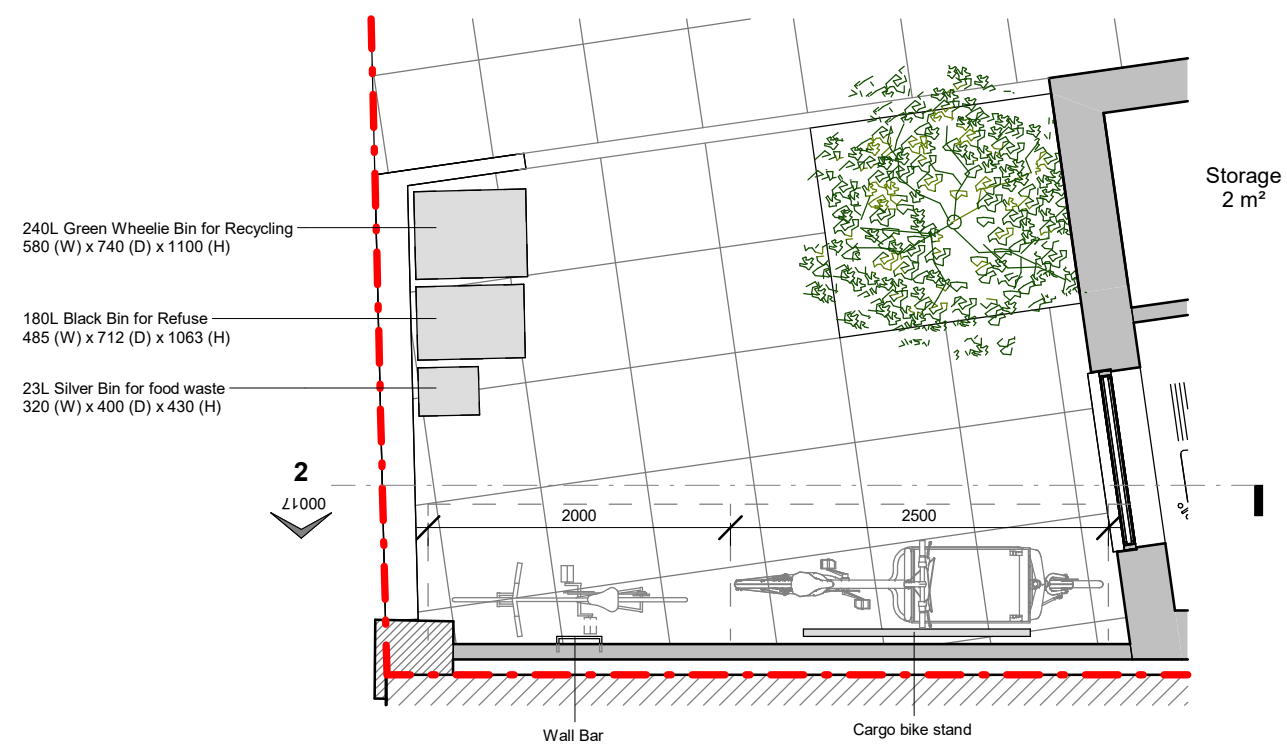 Storage
2 m²
240L Green Wheelie Bin for Recycling
580 (W) x 740 (D) x 1100 (H)
180L Black Bin for Refuse
485 (W) x 712 (D) x 1063 (H)
23L Silver Bin for food waste
320 (W) x 400 (D) x 430 (H)
2
00017
2000
2500
Wall Bar
Cargo bike stand